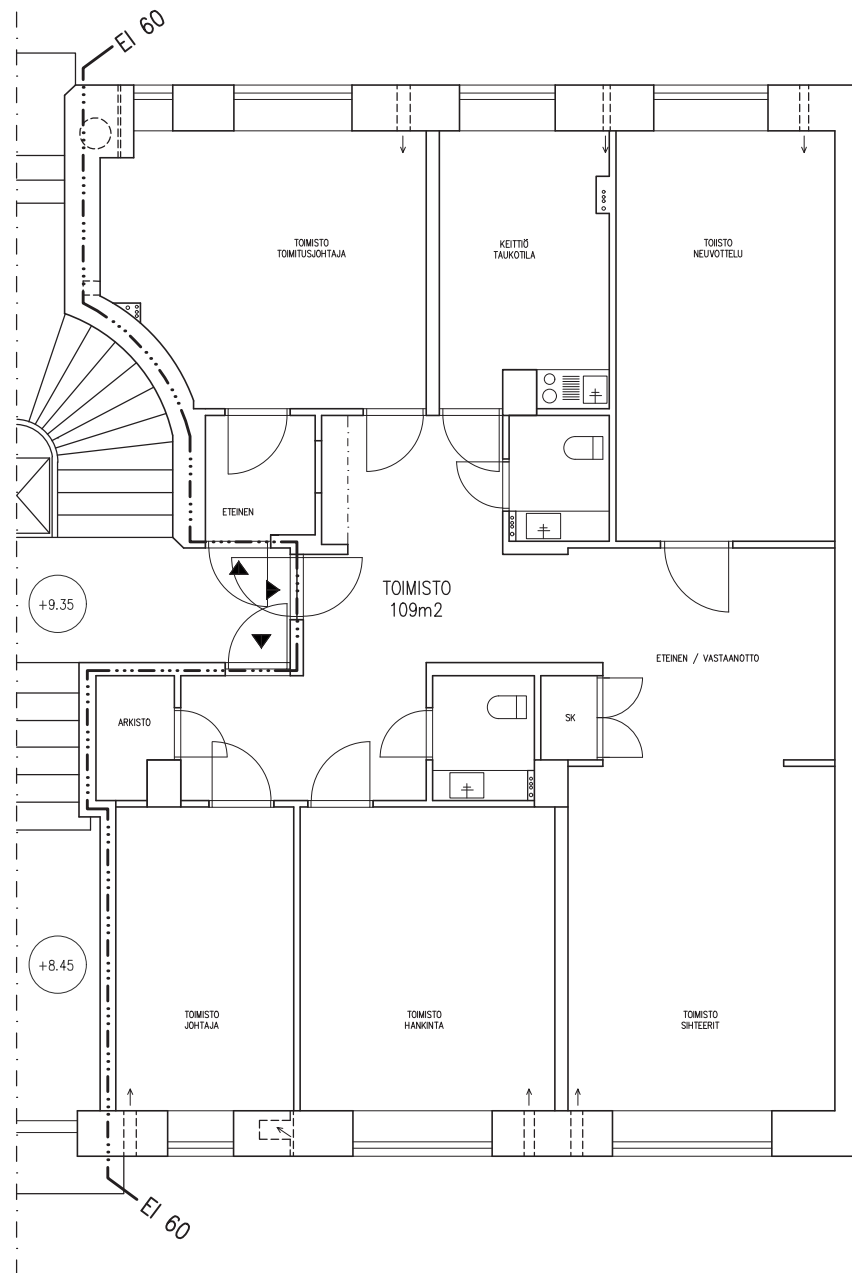 EI 60
TOIMISTO
TOIMITUSJOHTAJA
KEITTIÖ
TAUKOTILA
TOIISTO
NEUVOTTELU
ETEINEN
+9.35
TOIMISTO
109m2
ETEINEN / VASTAANOTTO
ARKISTO
SK
+8.45
TOIMISTO
JOHTAJA
TOIMISTO
HANKINTA
TOIMISTO
SIHTEERIT
EI 60